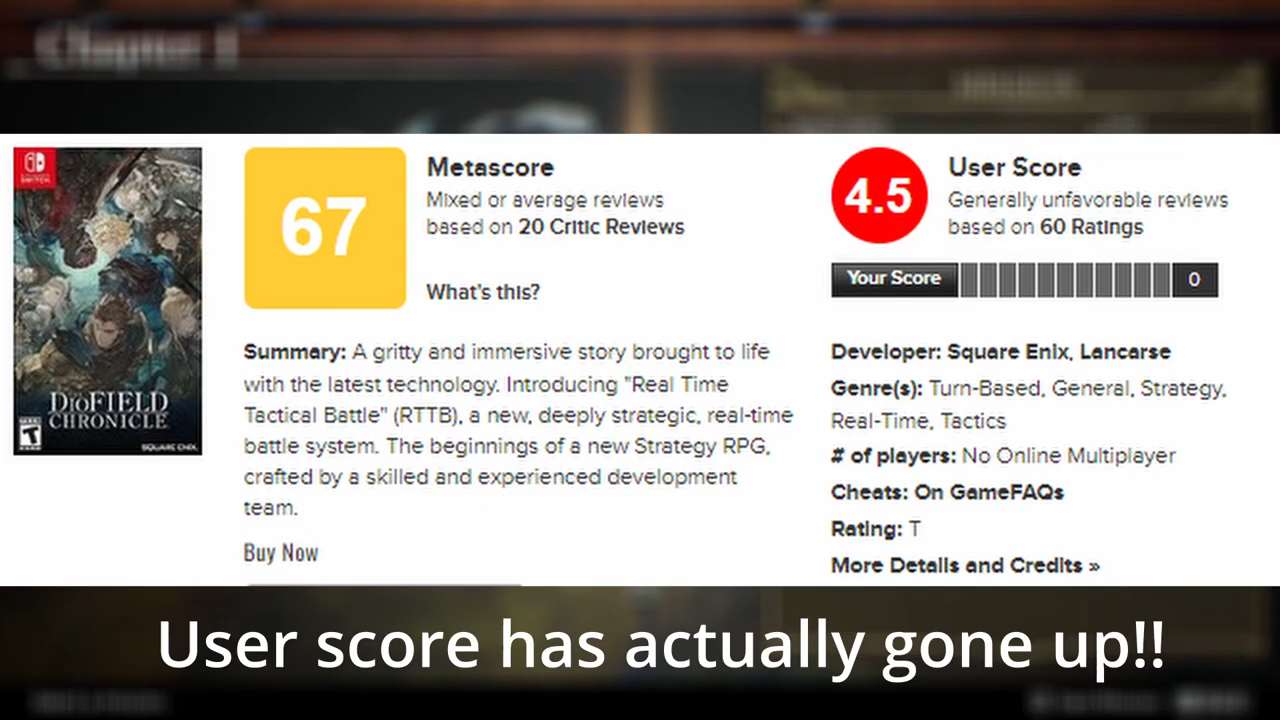 Chapter 1
67
Metascore
Mixed or average reviews
based on 20 Critic Reviews
What's this?
4.5
User Score
Generally unfavorable reviews
based on 60 Ratings
Your Score
0
SWITCH
DioFIELD
CHRONICLE
T
SQUARE ENIX
Summary: A gritty and immersive story brought to life
with the latest technology. Introducing "Real Time
Tactical Battle" (RTTB), a new, deeply strategic, real-time
battle system. The beginnings of a new Strategy RPG,
crafted by a skilled and experienced development
team.
Buy Now
Developer: Square Enix, Lancarse
Genre(s): Turn-Based, General, Strategy,
Real-Time, Tactics
# of players: No Online Multiplayer
Cheats: On GameFAQs
Rating: T
More Details and Credits »
User score has actually gone up!!